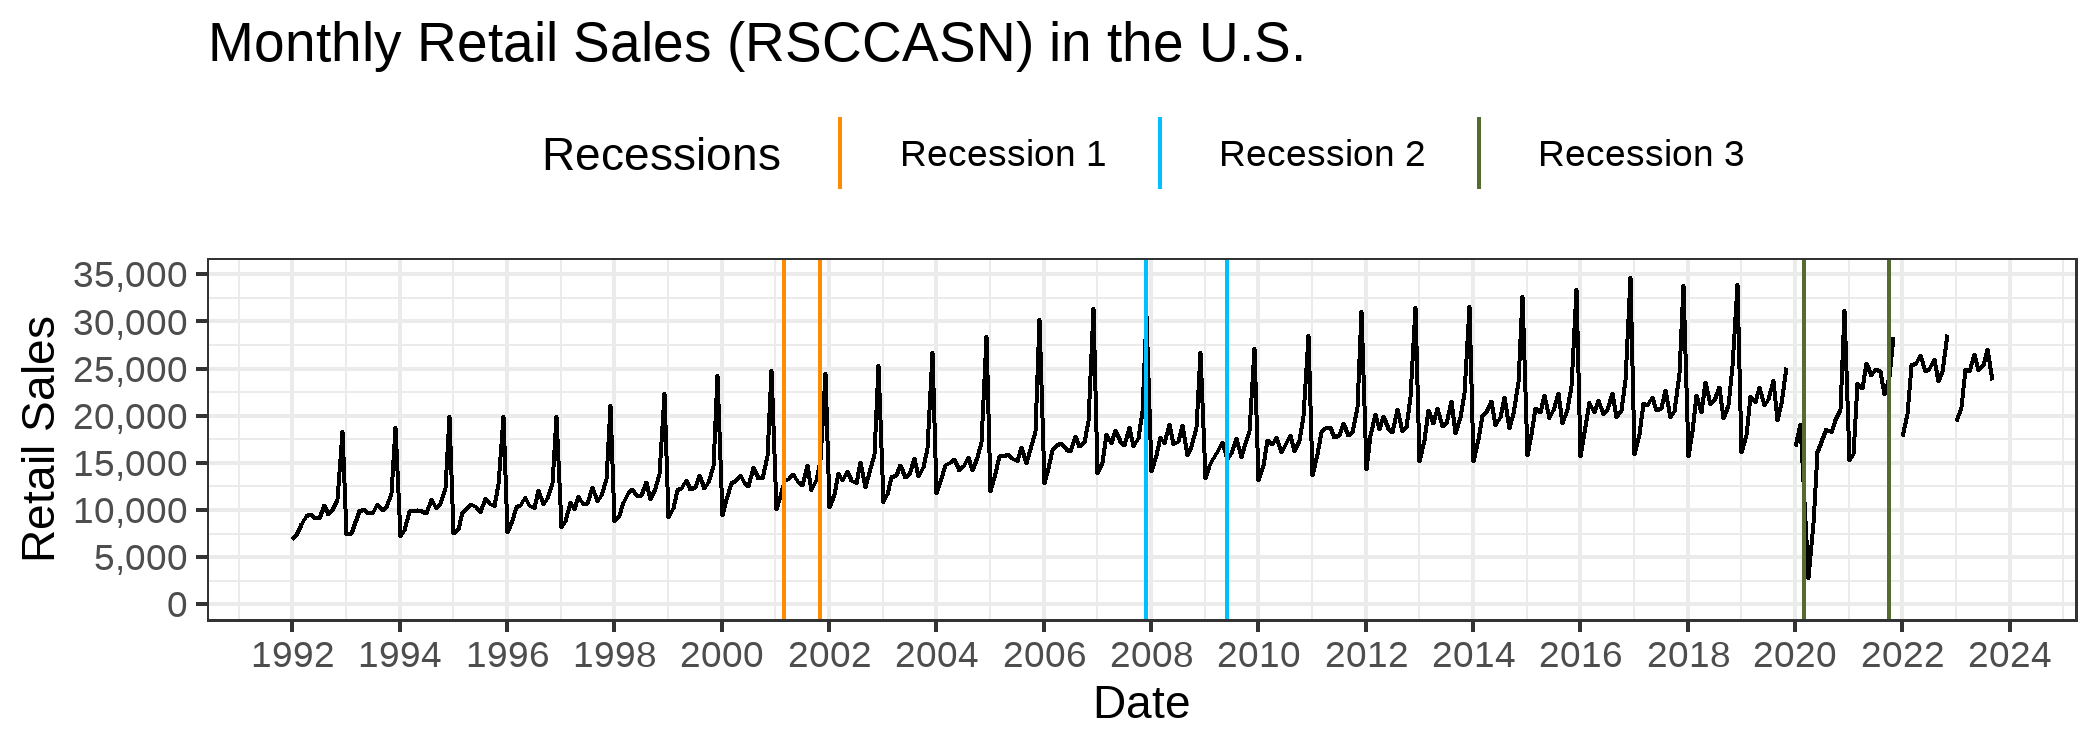 Monthly Retail Sales (RSCCASN) in the U.S.
Recessions Recession 1 Recession 2 Recession 3
35,000
30,000
25,000
20,000
15,000
10,000
5,000
0
Retail Sales
1992 1994 1996 1998 2000 2002 2004 2006 2008 2010 2012 2014 2016 2018 2020 2022 2024
Date